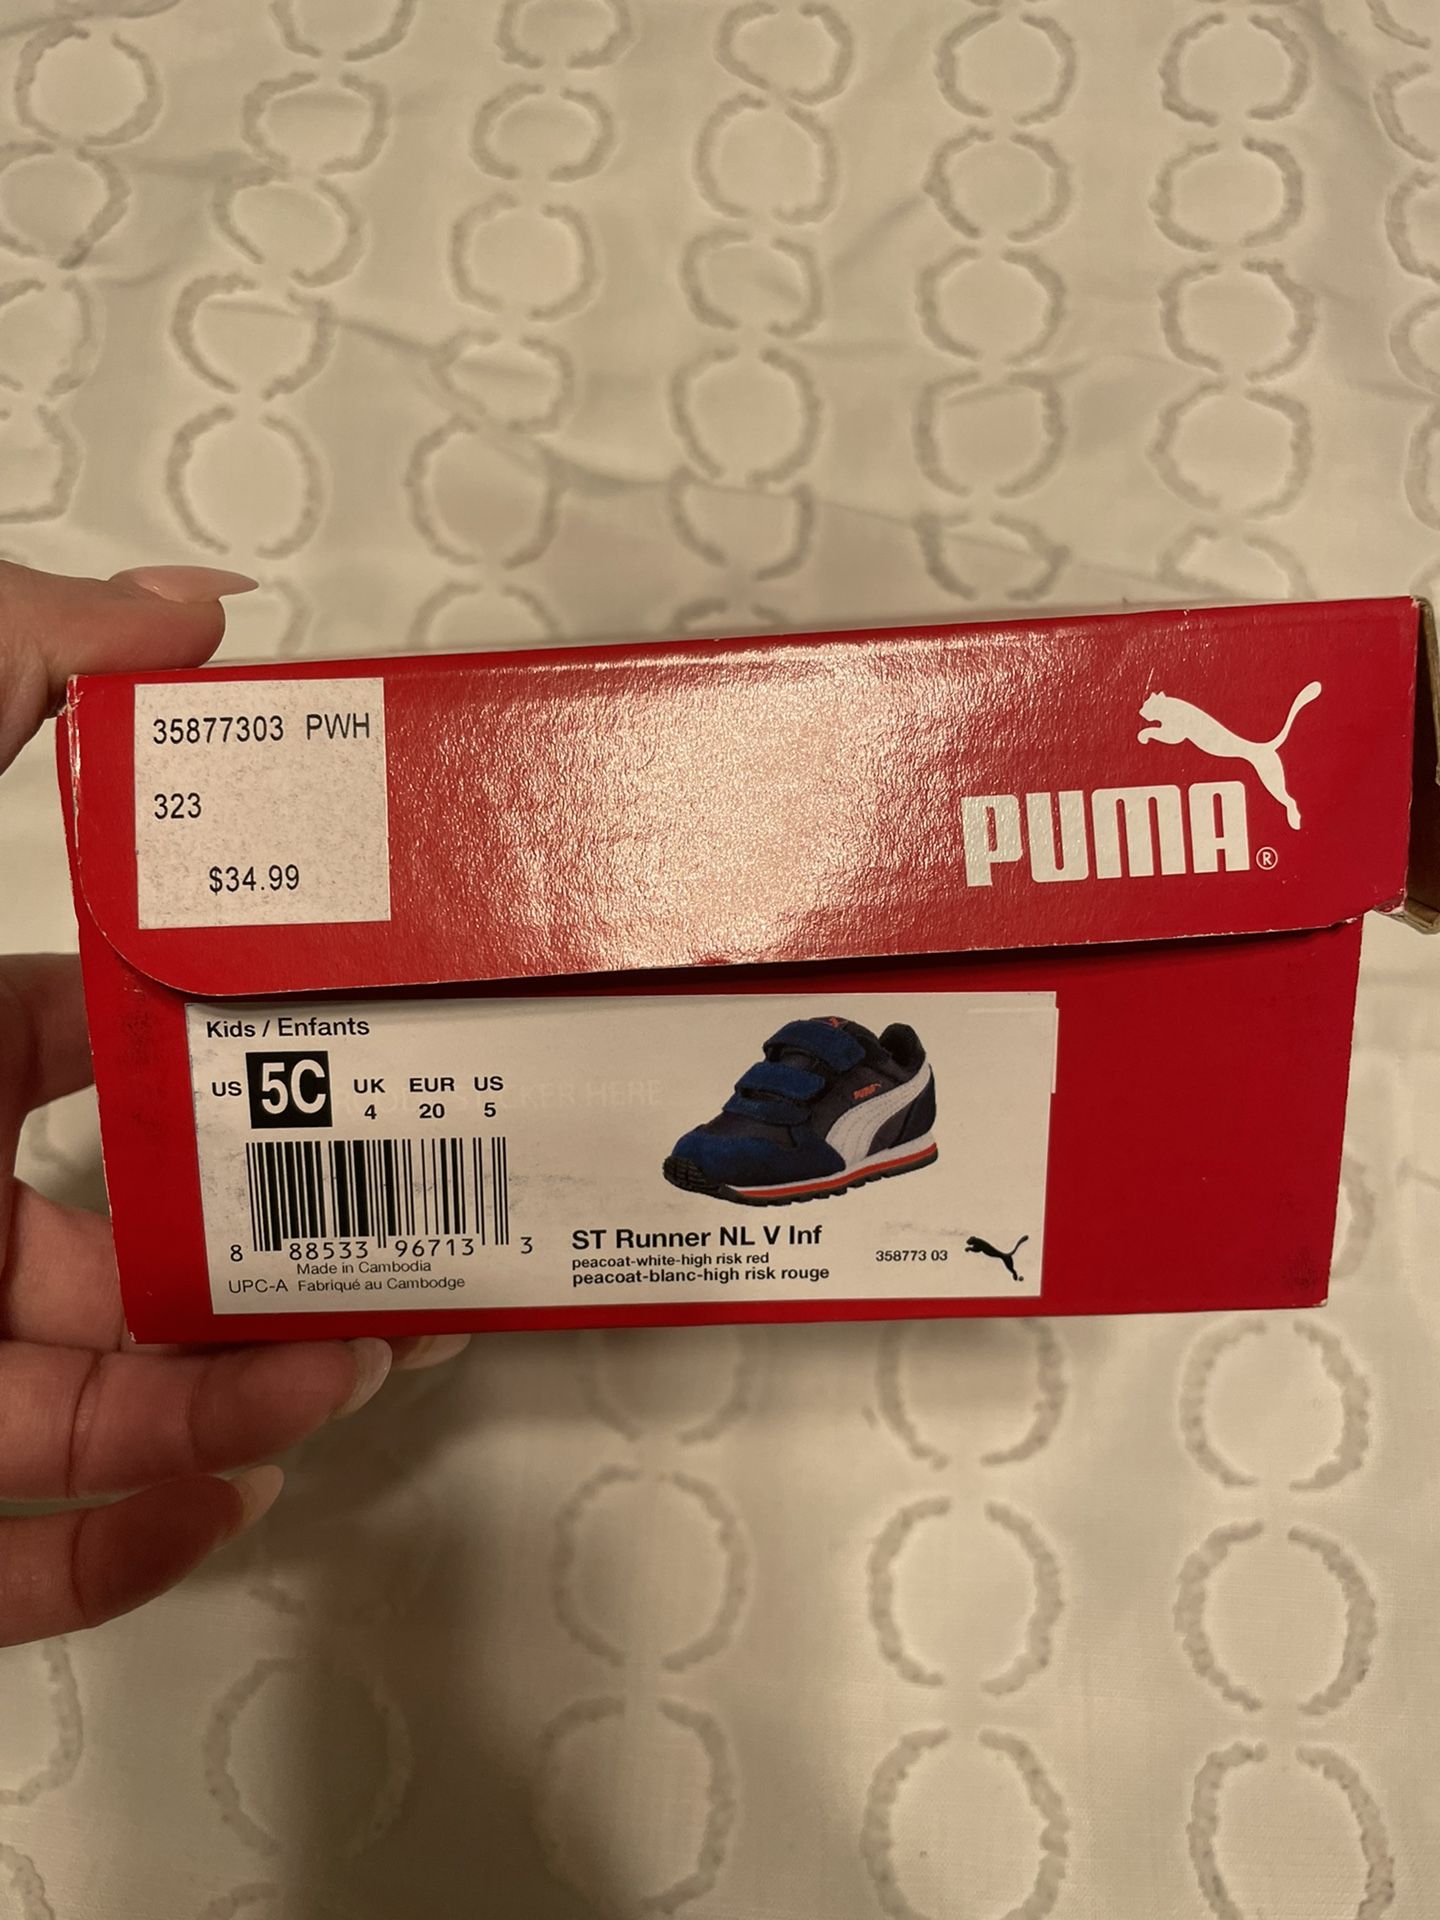 35877303 PWH
323
$34.99
PUMA®
Kids / Enfants
US 5C UK EUR US
4 20 5
PUMA
8 88533 96713 3
Made in Cambodia
UPC-A Fabriqué au Cambodge
ST Runner NL V Inf
peacoat-white-high risk red
peacoat-blanc-high risk rouge
358773 03